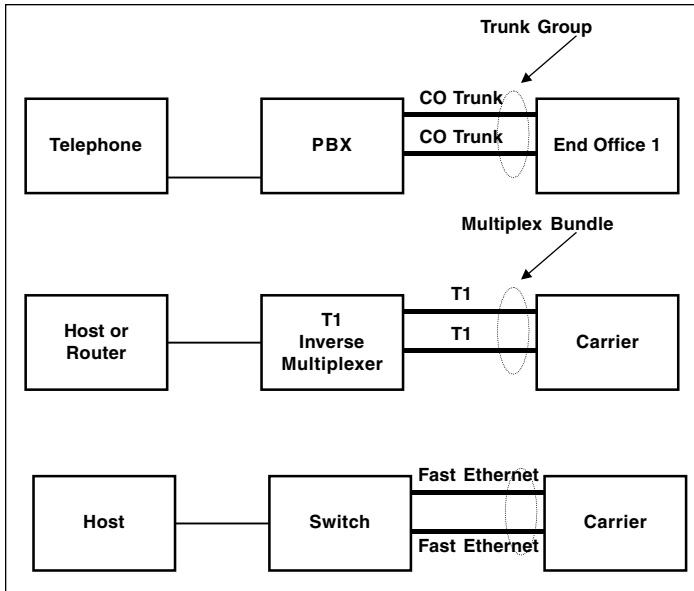 Trunk Group
CO Trunk
Telephone
PBX
CO Trunk
End Office 1
Multiplex Bundle
T1
Host or
Router
T1
Inverse
Multiplexer
T1
Carrier
Fast Ethernet
Host
Switch
Carrier
Fast Ethernet